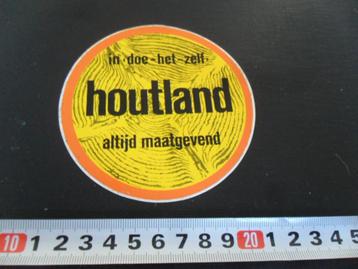 in-doe-het-zelf-
houtland
altijd maatgevend
10 1 2 3 4 5 6 7 8 9 20 1 2 3 4 5